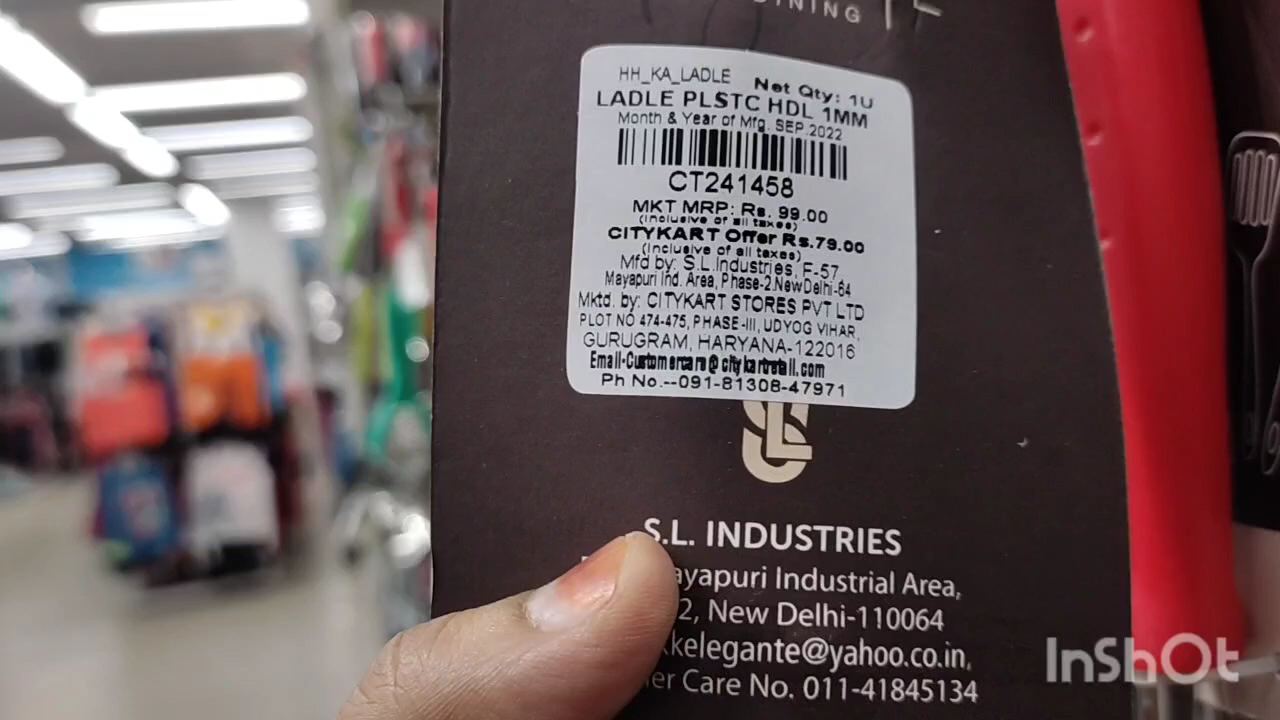 DINING
HH_KA_LADLE Net Qty: 1U
LADLE PLSTC HDL 1MM
Month & Year of Mfg. SEP.2022
CT241458
MKT MRP: Rs. 99.00
(Inclusive of all taxes)
CITYKART Offer Rs.79.00
(Inclusive of all taxes)
Mfd by: S.L.Industries, F-57,
Mayapuri Ind. Area, Phase-2.NewDelhi-64
Mktd. by: CITYKART STORES PVT LTD
PLOT NO 474-475, PHASE-III, UDYOG VIHAR,
GURUGRAM, HARYANA-122016
Email-Customercare@citykartretail.com
Ph No.--091-81308-47971
SL
S.L. INDUSTRIES
ayapuri Industrial Area,
2, New Delhi-110064
kelegante@yahoo.co.in,
er Care No. 011-41845134
InShOt